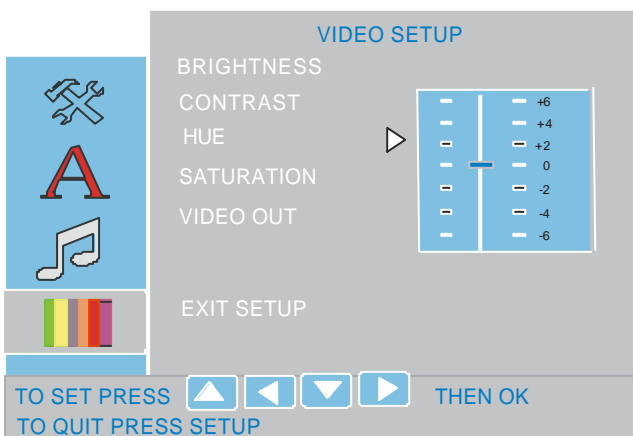 VIDEO SETUP
BRIGHTNESS
CONTRAST
HUE
SATURATION
VIDEO OUT
EXIT SETUP
+6
+4
+2
0
-2
-4
-6
A
TO SET PRESS THEN OK
TO QUIT PRESS SETUP